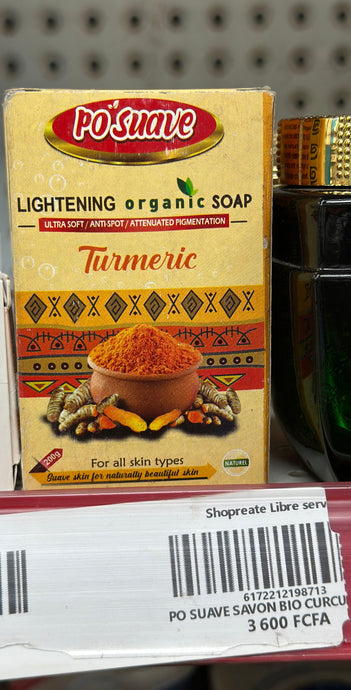 PO'Suave
LIGHTENING organic SOAP
ULTRA SOFT / ANTI-SPOT / ATTENUATED PIGMENTATION
Turmeric
200g
For all skin types
Suave skin for naturally beautiful skin
NATUREL
Shopreate Libre serv
6172212198713
PO SUAVE SAVON BIO CURCU
3 600 FCFA